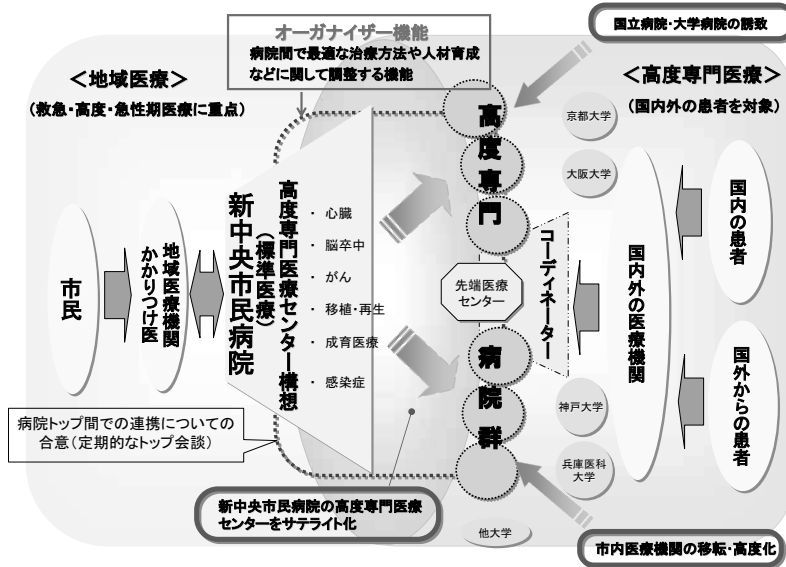 オーガナイザー機能
病院間で最適な治療方法や人材育成
などに関して調整する機能
国立病院・大学病院の誘致
＜地域医療＞
（救急・高度・急性期医療に重点）
＜高度専門医療＞
（国内外の患者を対象）
市民
地域医療機関
かかりつけ医
新中央市民病院
高度専門医療センター構想
（標準医療）
・ 心臓
・ 脳卒中
・ がん
・ 移植・再生
・ 成育医療
・ 感染症
高度専門
病院群
先端医療
センター
コーディネーター
京都大学
大阪大学
神戸大学
兵庫医科
大学
他大学
国内外の医療機関
国内の患者
国外からの患者
病院トップ間での連携についての
合意（定期的なトップ会談）
新中央市民病院の高度専門医療
センターをサテライト化
市内医療機関の移転・高度化